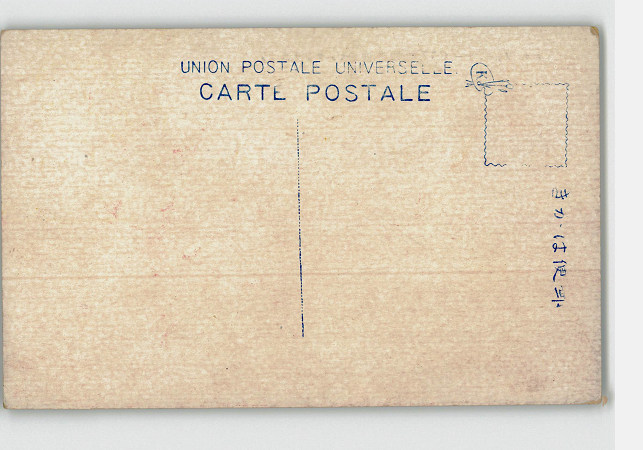 UNION POSTALE UNIVERSELLE
CARTE POSTALE
きかは便郵